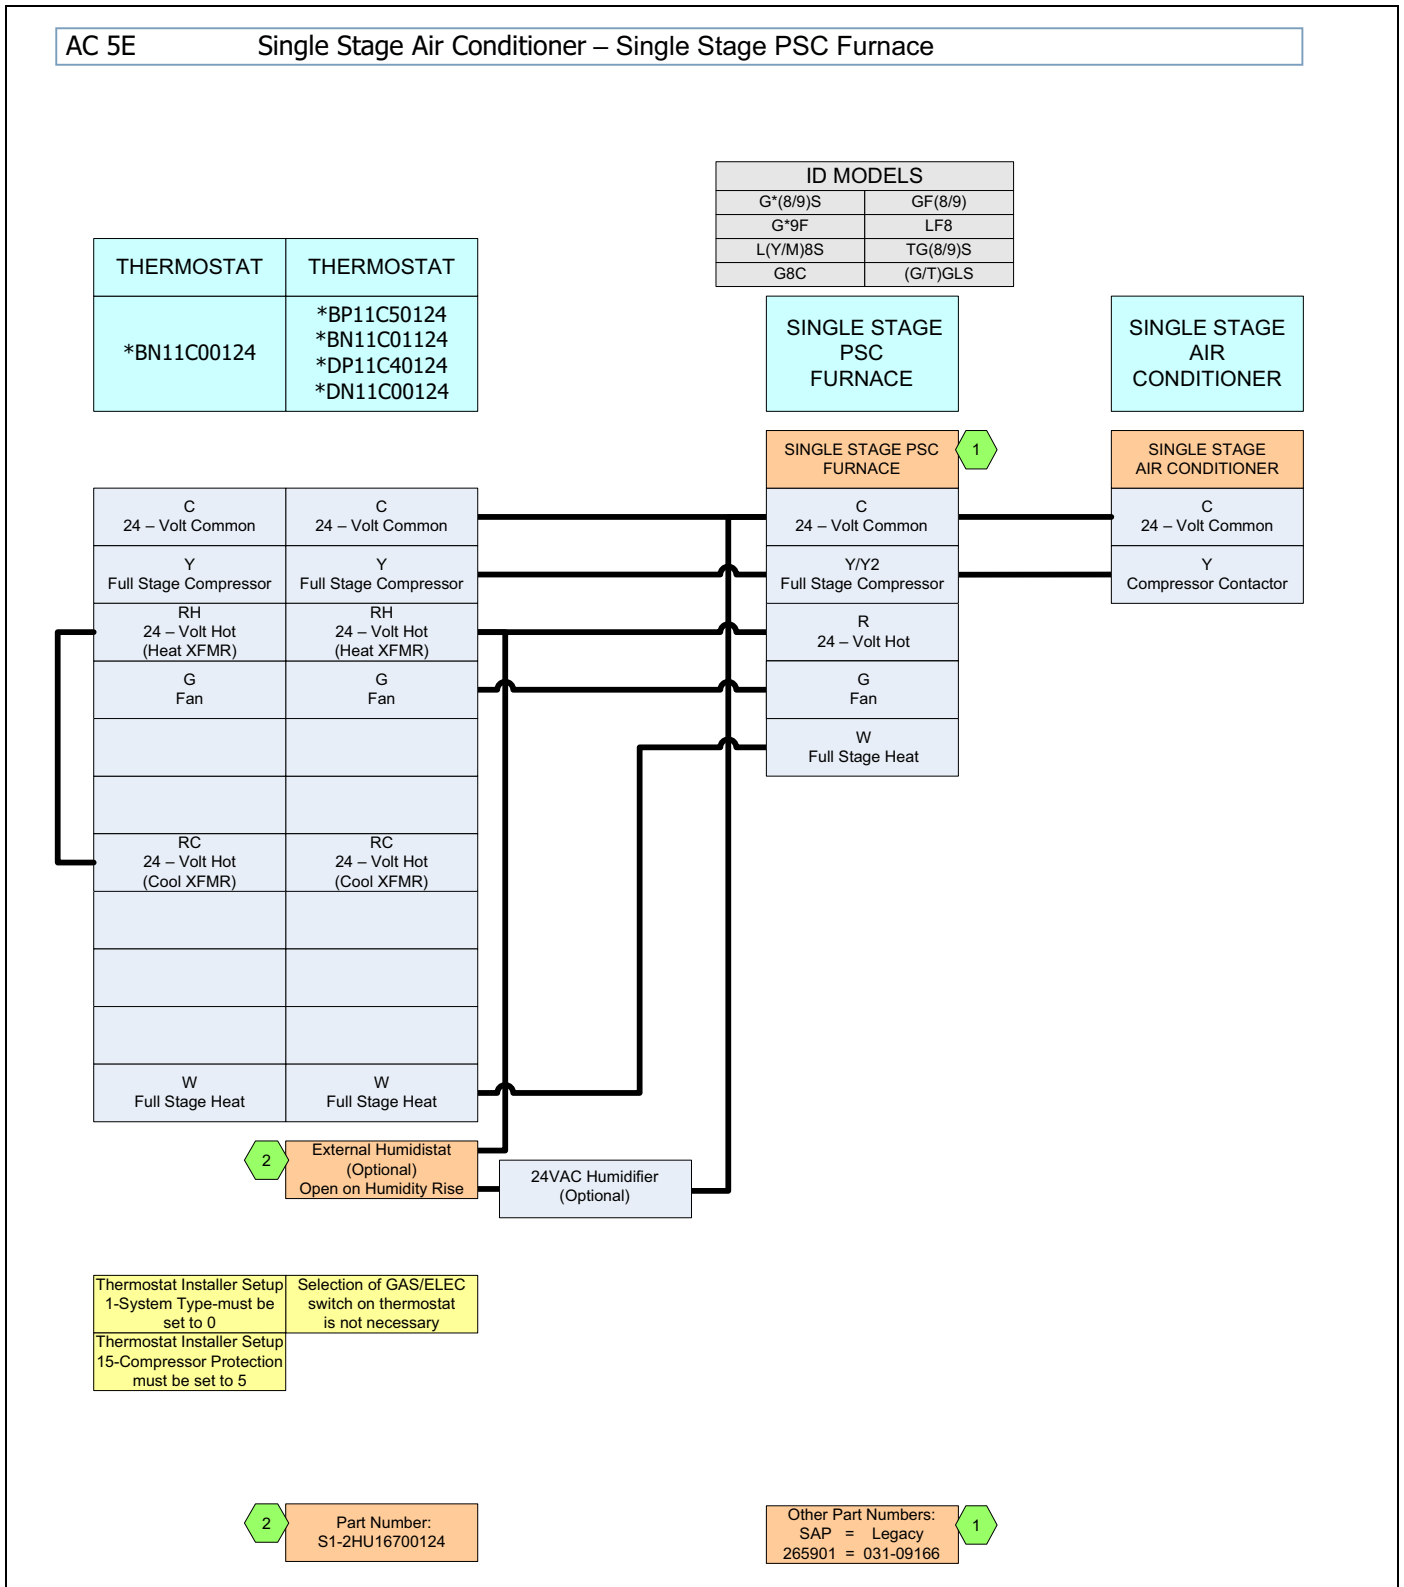 AC 5E Single Stage Air Conditioner – Single Stage PSC Furnace
ID MODELS
G*(8/9)S GF(8/9)
G*9F LF8
L(Y/M)8S TG(8/9)S
G8C (G/T)GLS
THERMOSTAT THERMOSTAT
*BN11C00124
*BP11C50124
*BN11C01124
*DP11C40124
*DN11C00124
SINGLE STAGE
PSC
FURNACE
SINGLE STAGE
AIR
CONDITIONER
SINGLE STAGE PSC
FURNACE
1
SINGLE STAGE
AIR CONDITIONER
C
24 – Volt Common
C
24 – Volt Common
C
24 – Volt Common
C
24 – Volt Common
Y
Full Stage Compressor
Y
Full Stage Compressor
Y/Y2
Full Stage Compressor
Y
Compressor Contactor
RH
24 – Volt Hot
(Heat XFMR)
RH
24 – Volt Hot
(Heat XFMR)
R
24 – Volt Hot
G
Fan
G
Fan
G
Fan
W
Full Stage Heat
RC
24 – Volt Hot
(Cool XFMR)
RC
24 – Volt Hot
(Cool XFMR)
W
Full Stage Heat
W
Full Stage Heat
2
External Humidistat
(Optional)
Open on Humidity Rise
24VAC Humidifier
(Optional)
Thermostat Installer Setup
1-System Type-must be
set to 0
Selection of GAS/ELEC
switch on thermostat
is not necessary
Thermostat Installer Setup
15-Compressor Protection
must be set to 5
2
Part Number:
S1-2HU16700124
Other Part Numbers:
SAP = Legacy
265901 = 031-09166
1